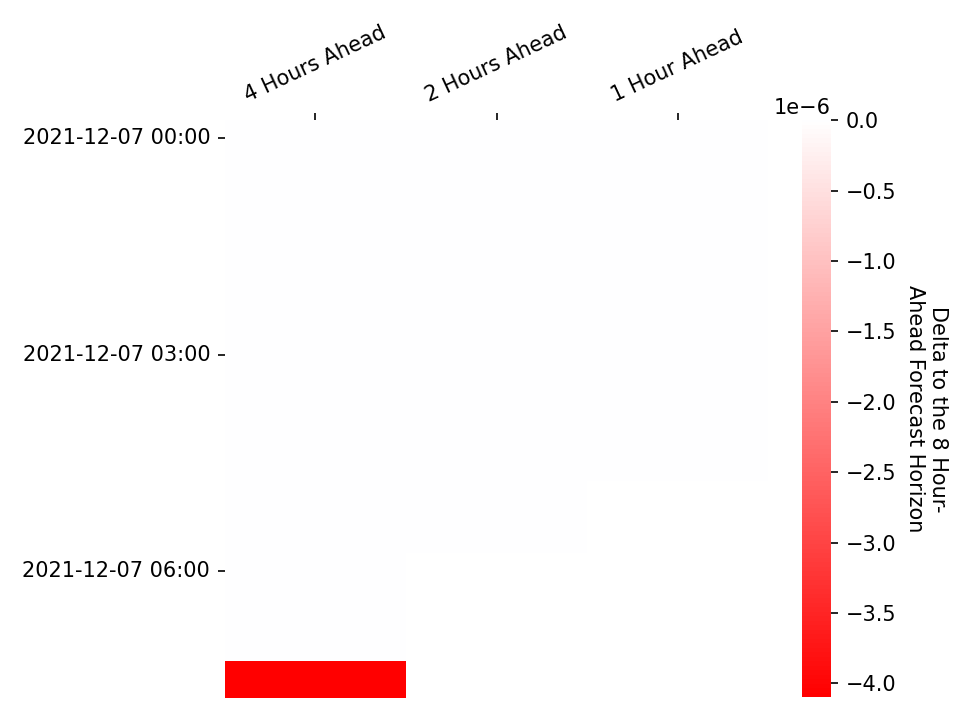 4 Hours Ahead
2 Hours Ahead
1 Hour Ahead
1e−6
2021-12-07 00:00
2021-12-07 03:00
2021-12-07 06:00
0.0
−0.5
−1.0
−1.5
−2.0
−2.5
−3.0
−3.5
−4.0
Delta to the 8 Hour-
Ahead Forecast Horizon